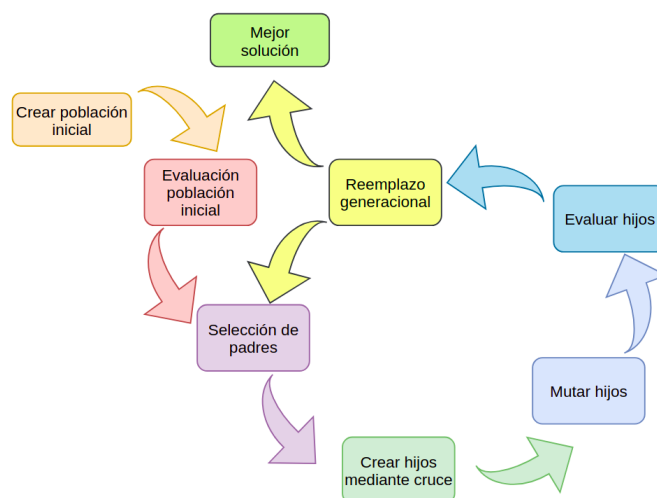 Mejor
solución
Crear población
inicial
Evaluación
población
inicial
Reemplazo
generacional
Evaluar hijos
Selección de
padres
Mutar hijos
Crear hijos
mediante cruce